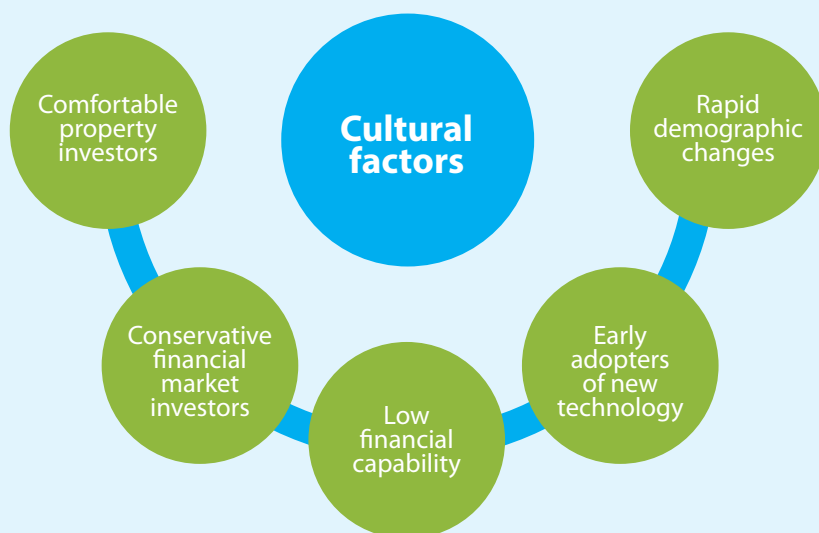 Cultural
factors
Comfortable
property
investors
Conservative
financial
market
investors
Low
financial
capability
Early
adopters
of new
technology
Rapid
demographic
changes